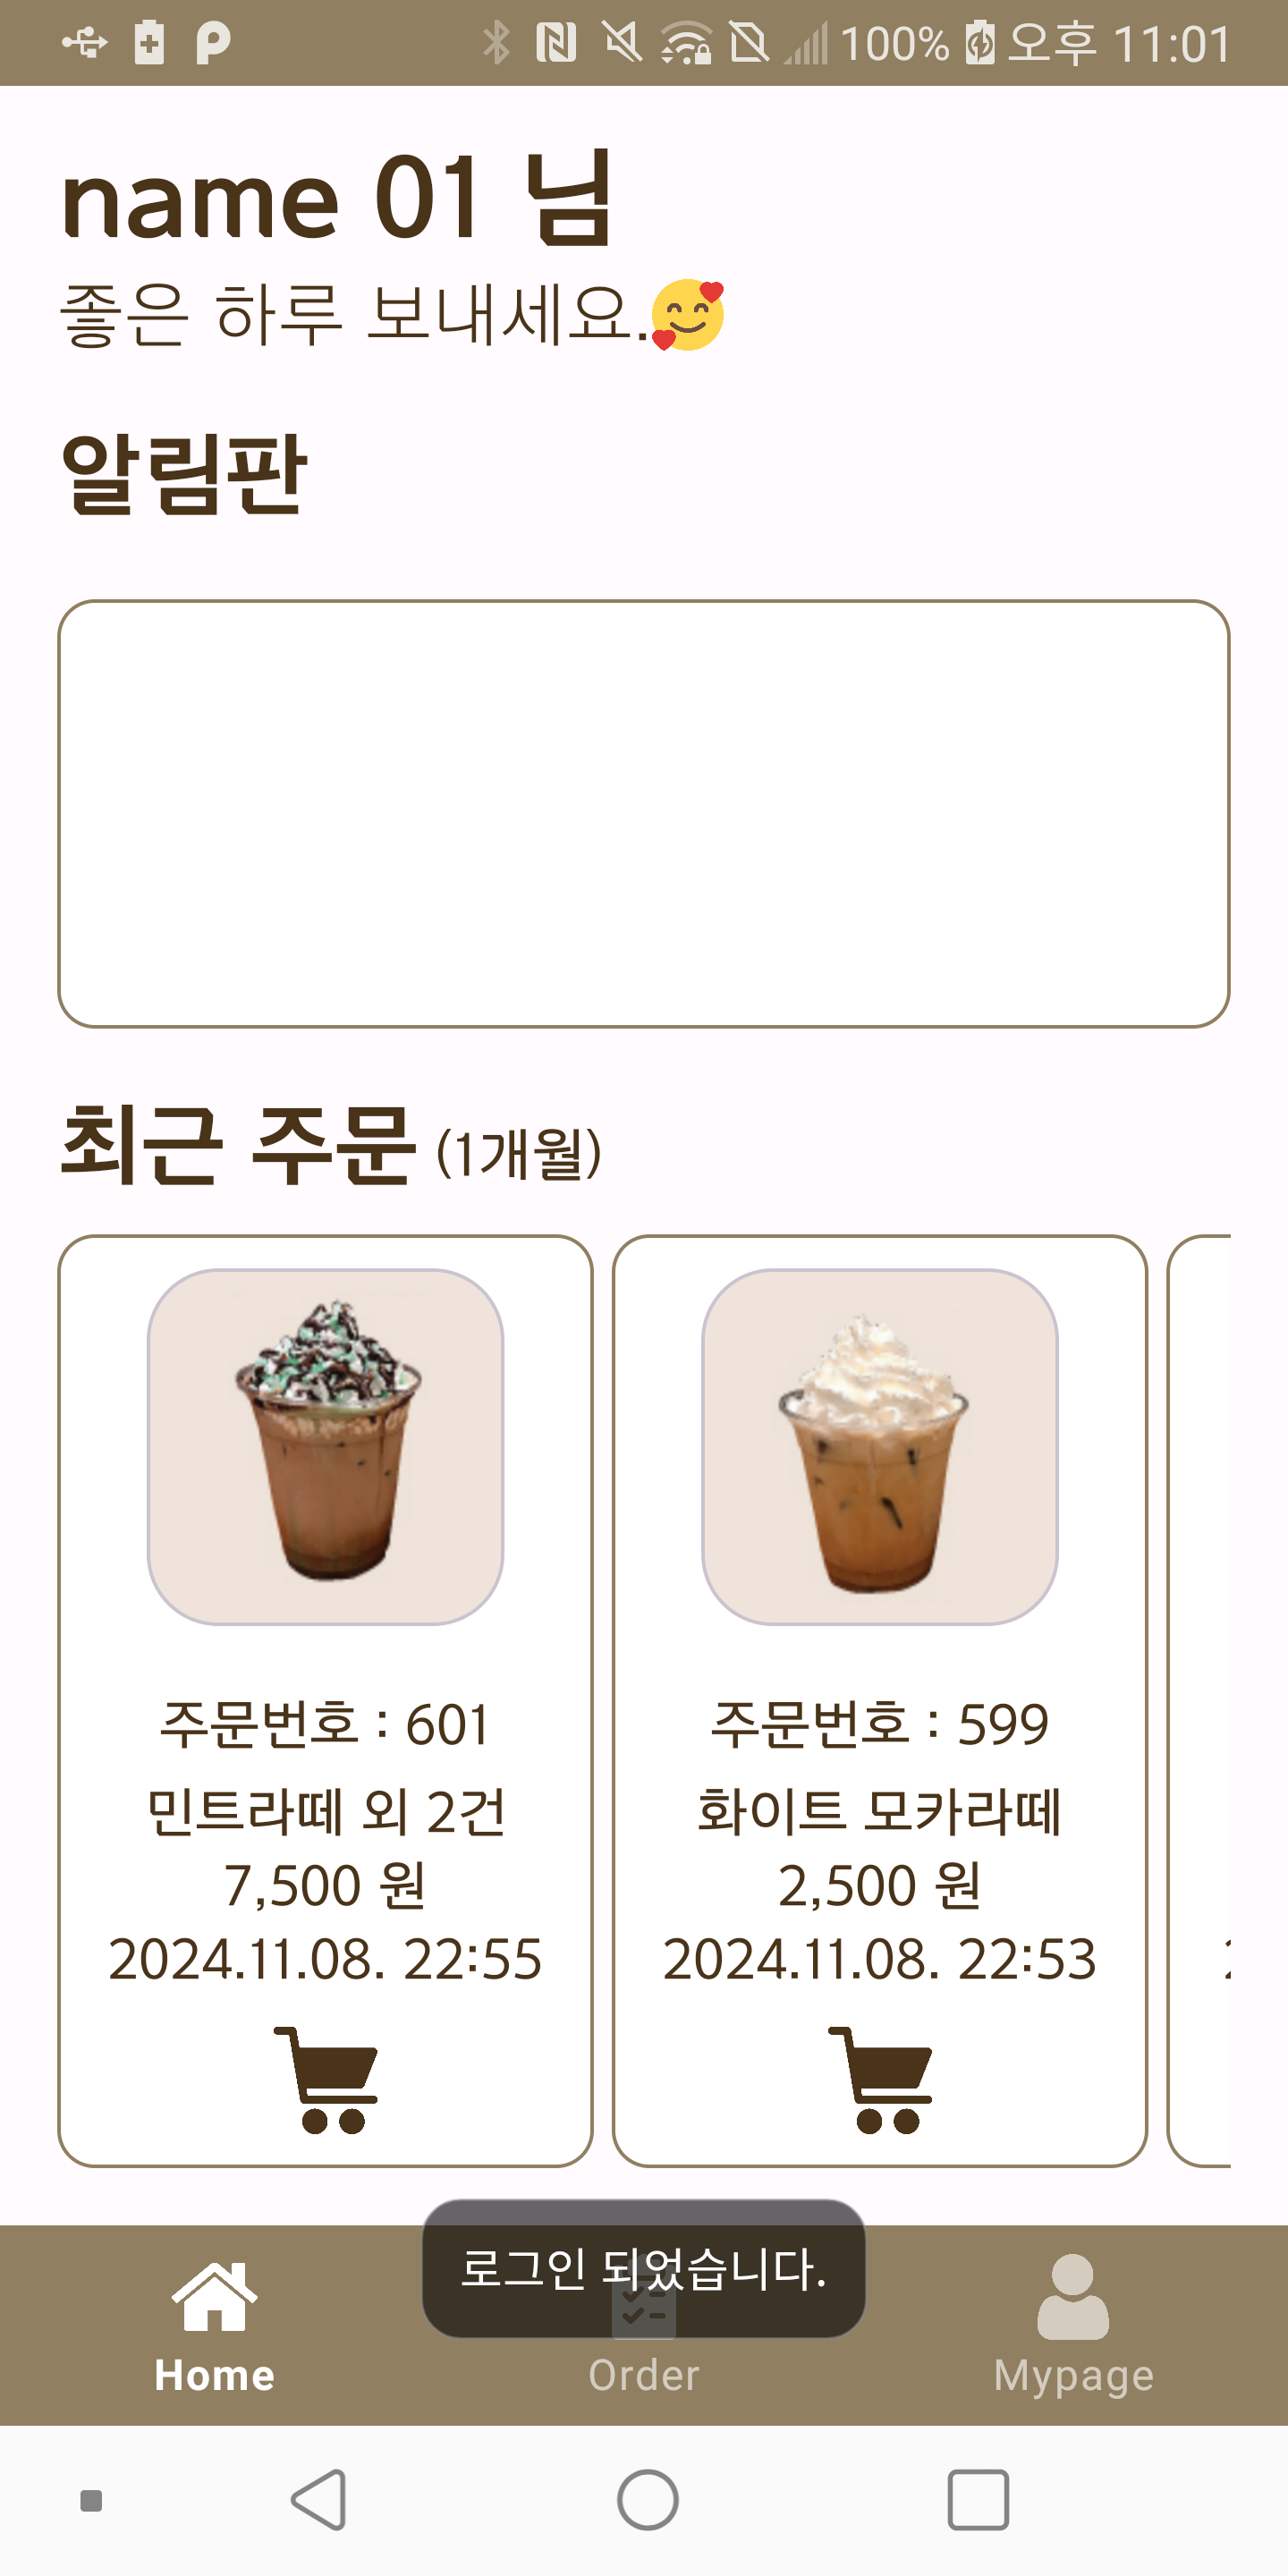 100% 오후 11:01
name 01 님
좋은 하루 보내세요.🥰
알림판
최근 주문 (1개월)
주문번호 : 601
민트라떼 외 2건
7,500 원
2024.11.08. 22:55
주문번호 : 599
화이트 모카라떼
2,500 원
2024.11.08. 22:53
로그인 되었습니다.
Home
Order
Mypage